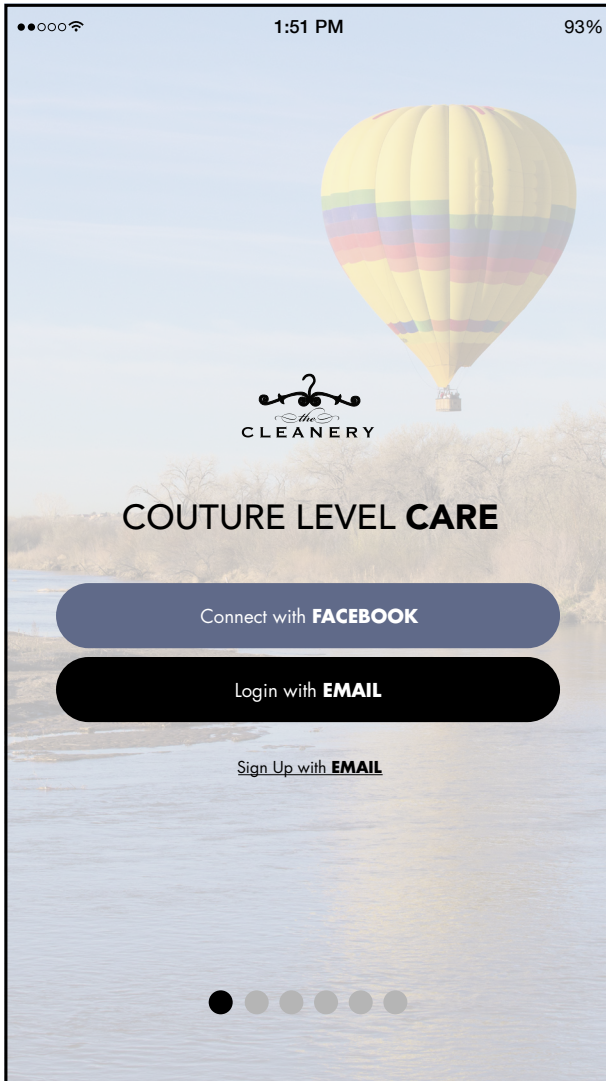 1:51 PM
93%
the
CLEANERY
COUTURE LEVEL CARE
Connect with FACEBOOK
Login with EMAIL
Sign Up with EMAIL